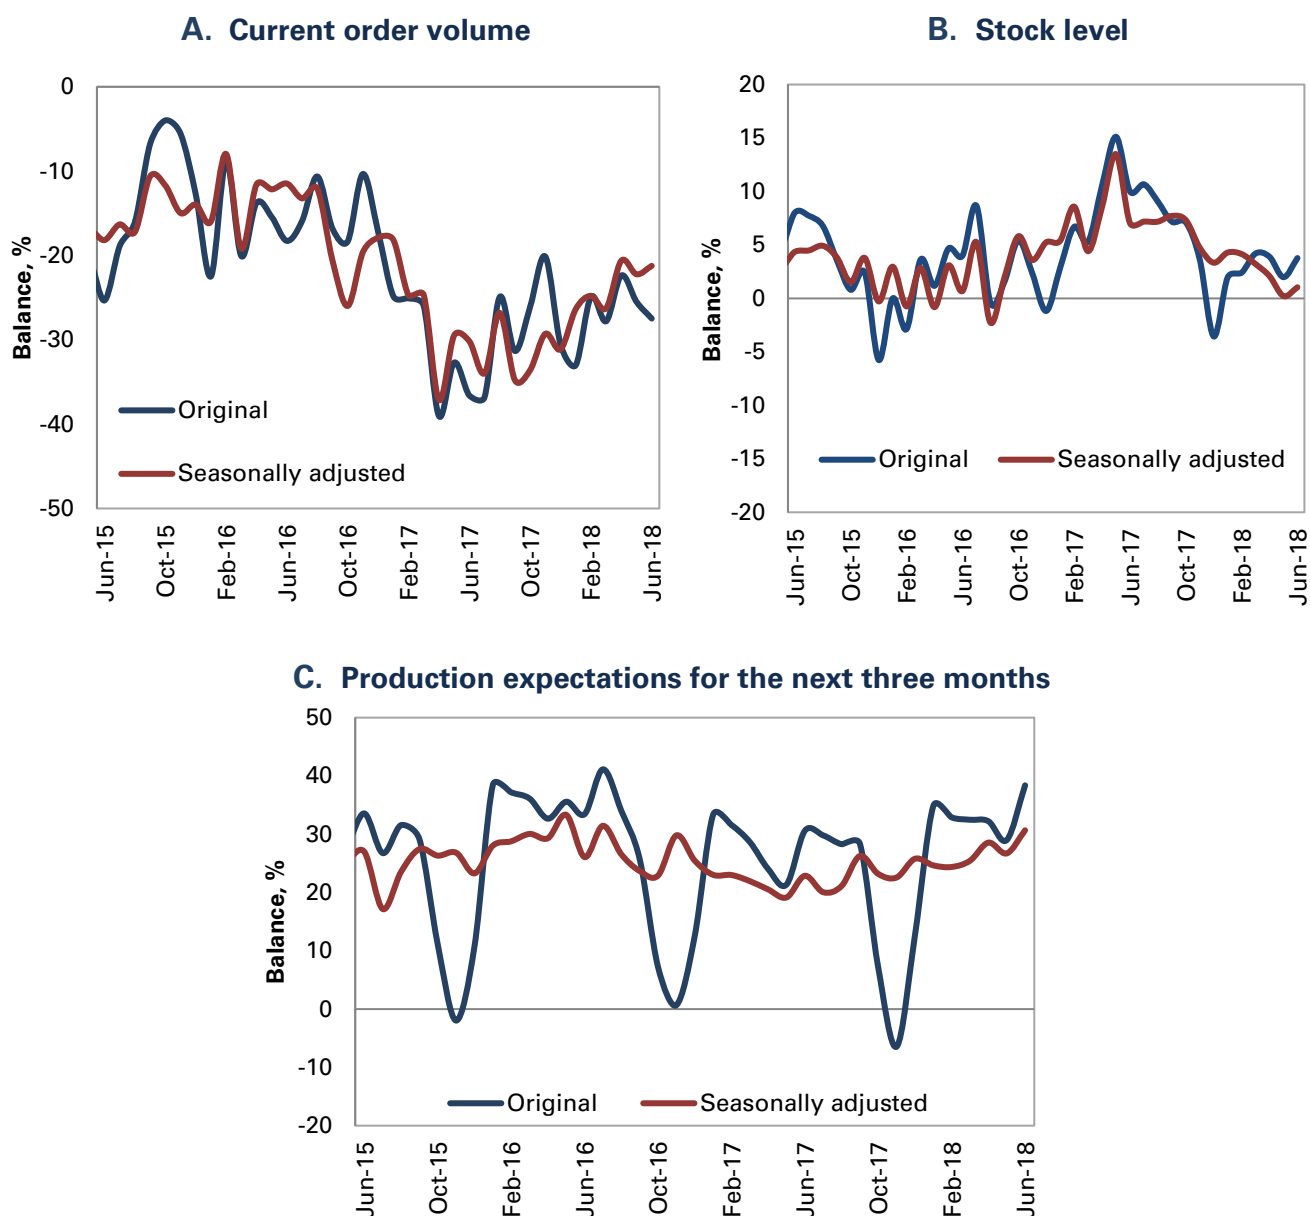 A. Current order volume
0
-10
-20
-30
-40
-50
Balance, %
Original
Seasonally adjusted
Jun-15
Oct-15
Feb-16
Jun-16
Oct-16
Feb-17
Jun-17
Oct-17
Feb-18
Jun-18
B. Stock level
20
15
10
5
0
-5
-10
-15
-20
Balance, %
Original
Seasonally adjusted
Jun-15
Oct-15
Feb-16
Jun-16
Oct-16
Feb-17
Jun-17
Oct-17
Feb-18
Jun-18
C. Production expectations for the next three months
50
40
30
20
10
0
-10
-20
Balance, %
Original
Seasonally adjusted
Jun-15
Oct-15
Feb-16
Jun-16
Oct-16
Feb-17
Jun-17
Oct-17
Feb-18
Jun-18